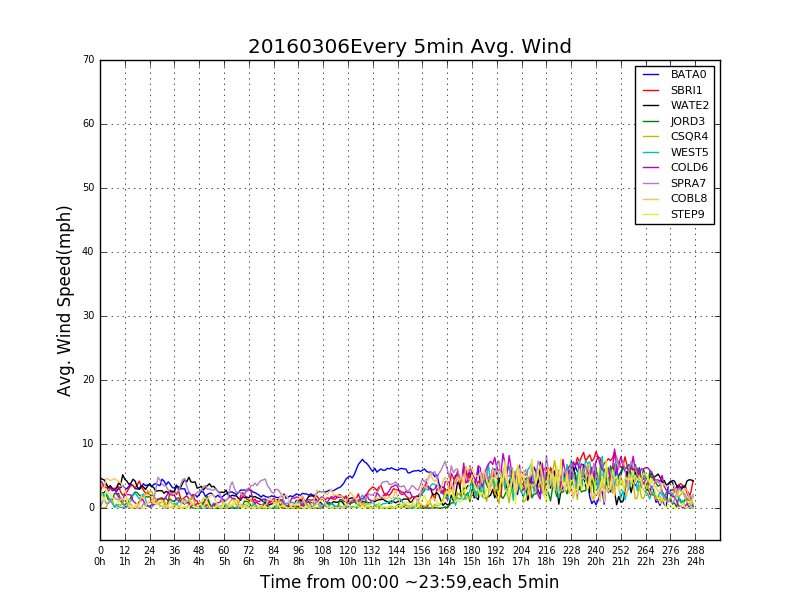 20160306Every 5min Avg. Wind
70
60
50
40
30
20
10
0
Avg. Wind Speed(mph)
BATA0
SBRI1
WATE2
JORD3
CSQR4
WEST5
COLD6
SPRA7
COBL8
STEP9
0 12 24 36 48 60 72 84 96 108 120 132 144 156 168 180 192 204 216 228 240 252 264 276 288
0h 1h 2h 3h 4h 5h 6h 7h 8h 9h 10h 11h 12h 13h 14h 15h 16h 17h 18h 19h 20h 21h 22h 23h 24h
Time from 00:00 ~23:59,each 5min